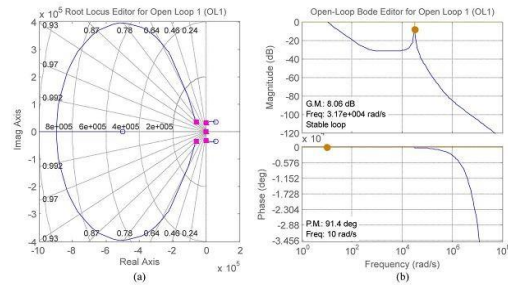 Root Locus Editor for Open Loop 1 (OL1)
x 10^5
4
3
2
1
0
-1
-2
-3
-4
Imag Axis
0.93
0.87
0.78
0.64
0.46
0.24
0.97
0.992
8e+005
6e+005
4e+005
2e+005
0.992
0.97
0.93
0.87
0.78
0.64
0.46
0.24
-10
-8
-6
-4
-2
0
2
x 10^5
Real Axis
(a)
Open-Loop Bode Editor for Open Loop 1 (OL1)
0
-20
-40
-60
-80
-100
-120
Magnitude (dB)
G.M.: 8.06 dB
Freq: 3.17e+004 rad/s
Stable loop
0
-0.576
-1.152
-1.728
-2.304
-2.88
-3.456
Phase (deg)
P.M.: 91.4 deg
Freq: 10 rad/s
10^0
10^2
10^4
10^6
10^8
Frequency (rad/s)
(b)